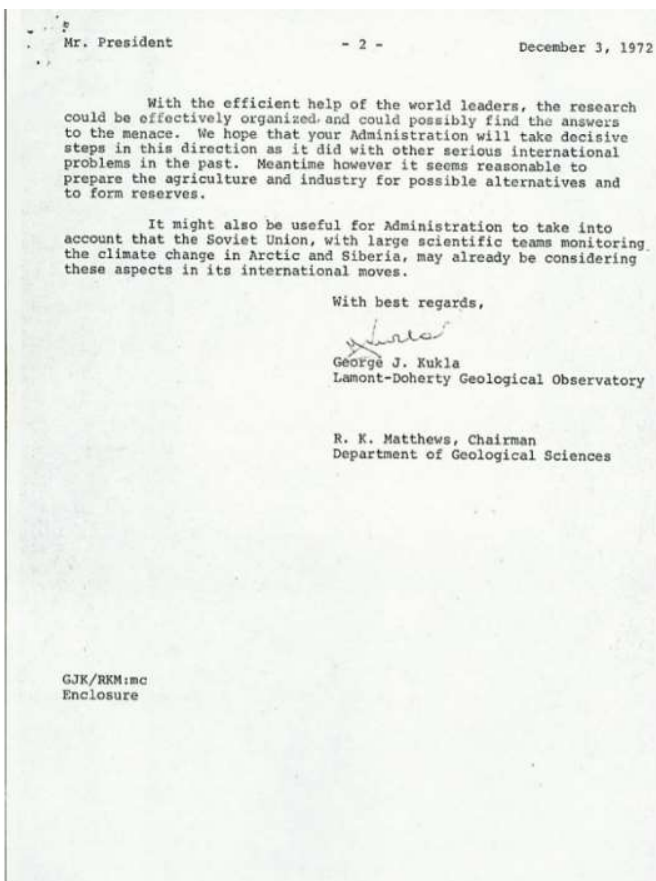 Mr. President - 2 - December 3, 1972
With the efficient help of the world leaders, the research
could be effectively organized and could possibly find the answers
to the menace. We hope that your Administration will take decisive
steps in this direction as it did with other serious international
problems in the past. Meantime however it seems reasonable to
prepare the agriculture and industry for possible alternatives and
to form reserves.
It might also be useful for Administration to take into
account that the Soviet Union, with large scientific teams monitoring
the climate change in Arctic and Siberia, may already be considering
these aspects in its international moves.
With best regards,
George J. Kukla
Lamont-Doherty Geological Observatory
R. K. Matthews, Chairman
Department of Geological Sciences
GJK/RKM:mc
Enclosure